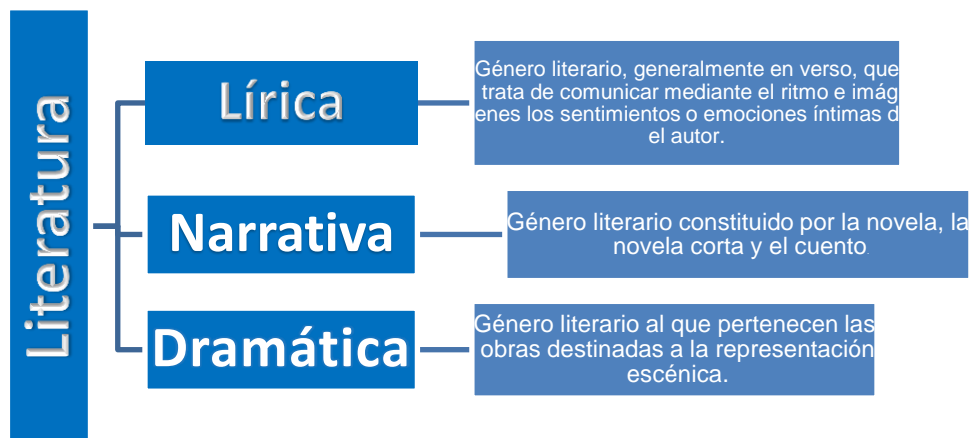 Literatura
Lírica
Género literario, generalmente en verso, que
trata de comunicar mediante el ritmo e imág
enes los sentimientos o emociones íntimas d
el autor.
Narrativa
Género literario constituido por la novela, la
novela corta y el cuento.
Dramática
Género literario al que pertenecen las
obras destinadas a la representación
escénica.